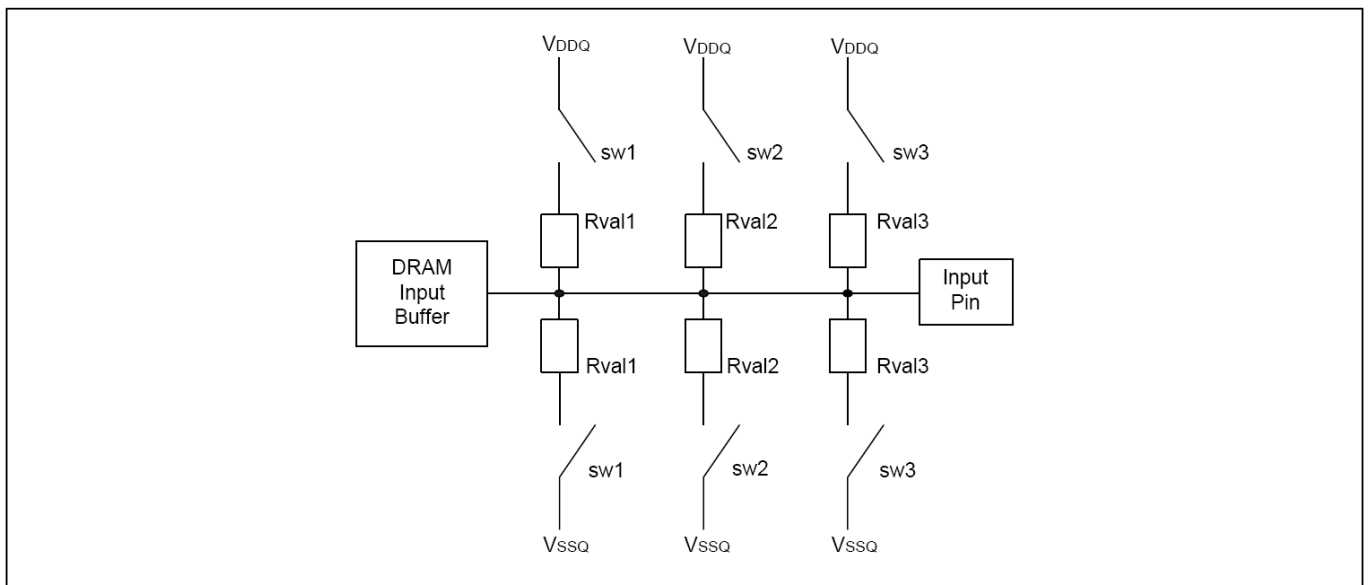 VDDQ VDDQ VDDQ
sw1 sw2 sw3
Rval1 Rval2 Rval3
DRAM
Input
Buffer
Input
Pin
Rval1 Rval2 Rval3
sw1 sw2 sw3
VSSQ VSSQ VSSQ